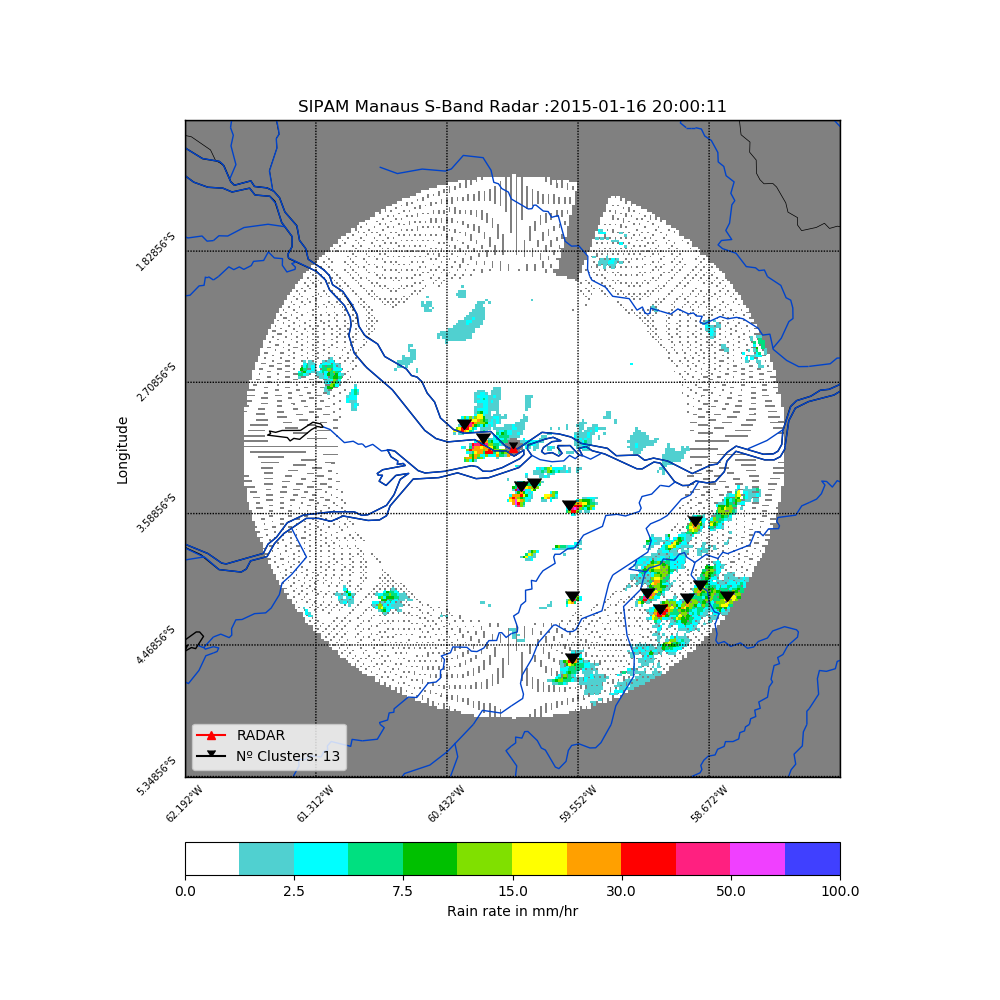 SIPAM Manaus S-Band Radar :2015-01-16 20:00:11
Longitude
1.82856°S
2.70856°S
3.58856°S
4.46856°S
5.34856°S
62.192°W
61.312°W
60.432°W
59.552°W
58.672°W
RADAR
Nº Clusters: 13
0.0 2.5 7.5 15.0 30.0 50.0 100.0
Rain rate in mm/hr